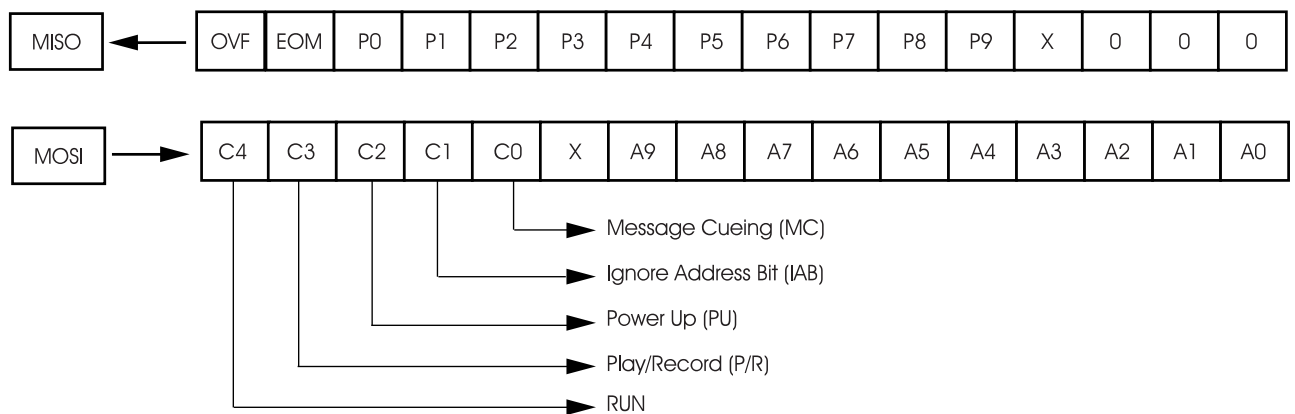 MISO OVF EOM P0 P1 P2 P3 P4 P5 P6 P7 P8 P9 X 0 0 0
MOSI C4 C3 C2 C1 C0 X A9 A8 A7 A6 A5 A4 A3 A2 A1 A0
Message Cueing (MC)
Ignore Address Bit (IAB)
Power Up (PU)
Play/Record (P/R)
RUN